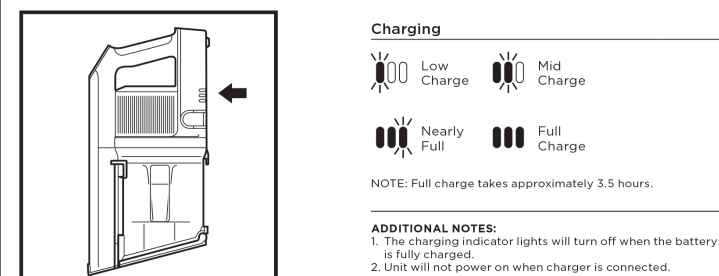 Charging
Low
Charge
Mid
Charge
Nearly
Full
Full
Charge
NOTE: Full charge takes approximately 3.5 hours.
ADDITIONAL NOTES:
1. The charging indicator lights will turn off when the battery
is fully charged.
2. Unit will not power on when charger is connected.